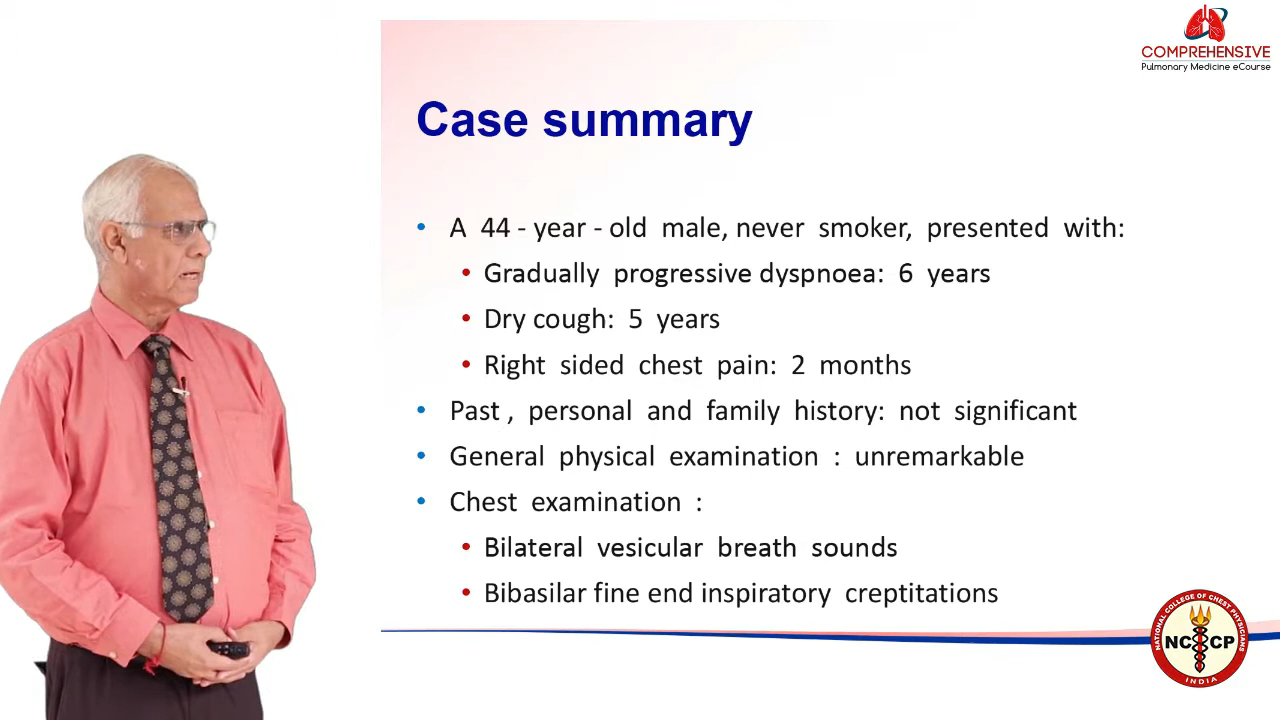 COMPREHENSIVE
Pulmonary Medicine eCourse
Case summary
• A 44 - year - old male, never smoker, presented with:
• Gradually progressive dyspnoea: 6 years
• Dry cough: 5 years
• Right sided chest pain: 2 months
• Past , personal and family history: not significant
• General physical examination : unremarkable
• Chest examination :
• Bilateral vesicular breath sounds
• Bibasilar fine end inspiratory creptitations
NATIONAL COLLEGE OF CHEST PHYSICIANS
NCCP
INDIA